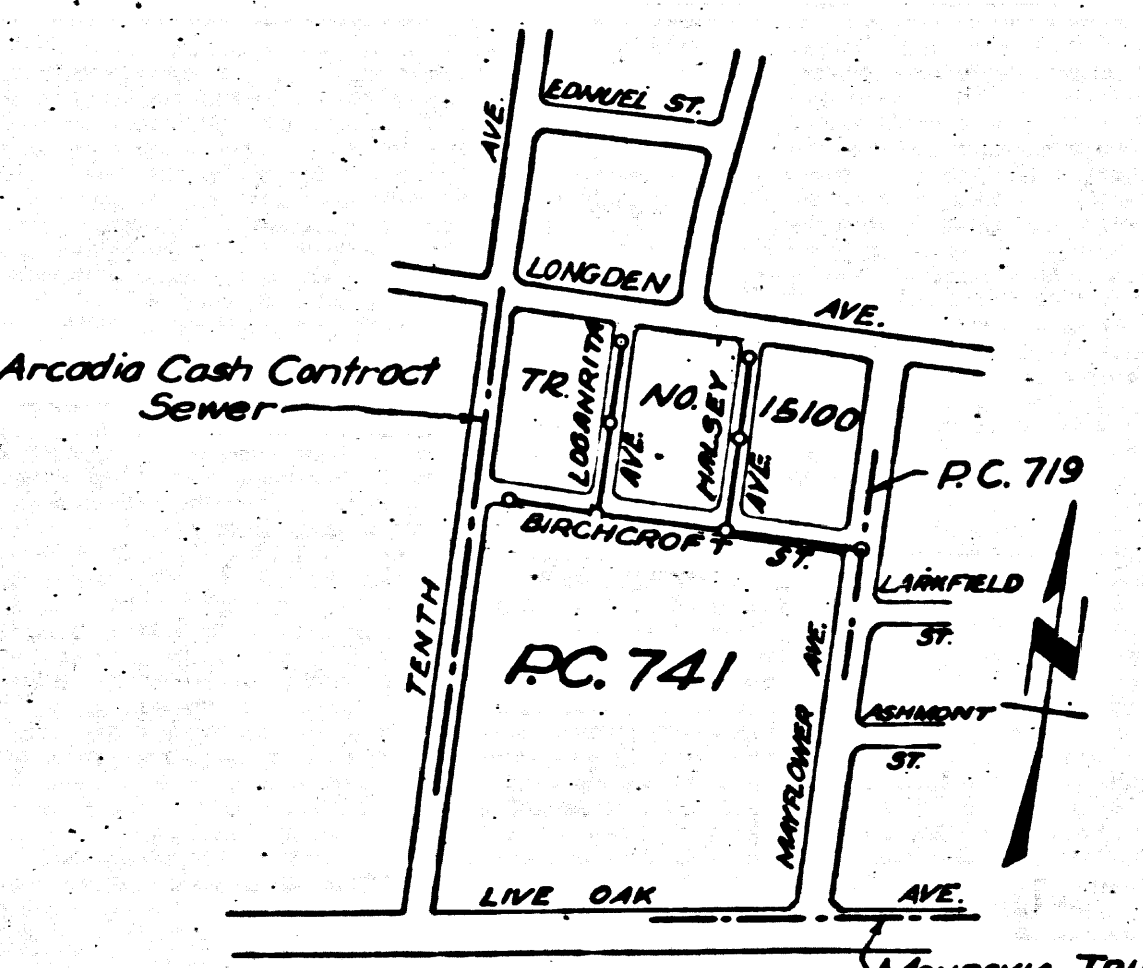 EDNUEL ST.
AVE.
LONGDEN
AVE.
Arcadia Cash Contract
Sewer
TR. NO. 15100
LOGANRITA
AVE.
HALSEY
AVE.
P.C. 719
BIRCHCROFT ST.
LARKFIELD
ST.
TENTH
P.C. 741
MAYFLOWER AVE.
N
ASHMONT
ST.
LIVE OAK AVE.